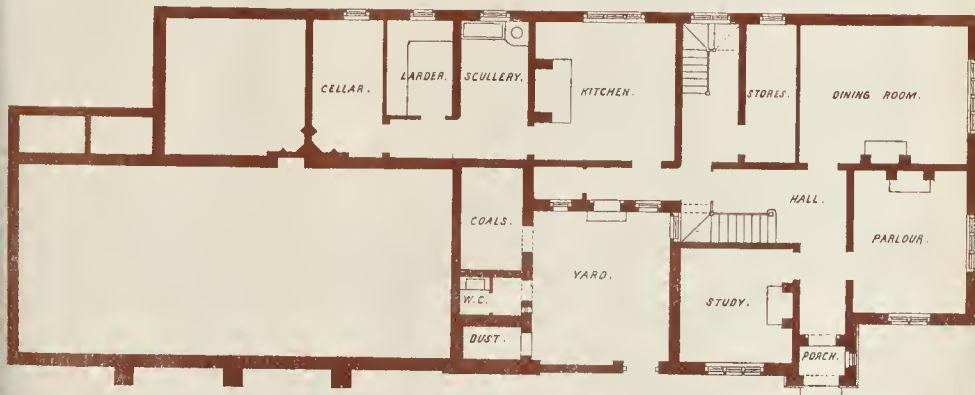 CELLAR.
LARDER.
SCULLERY.
KITCHEN.
STORES.
DINING ROOM.
HALL.
COALS.
PARLOUR.
YARD.
W.C.
STUDY.
DUST.
PORCH.